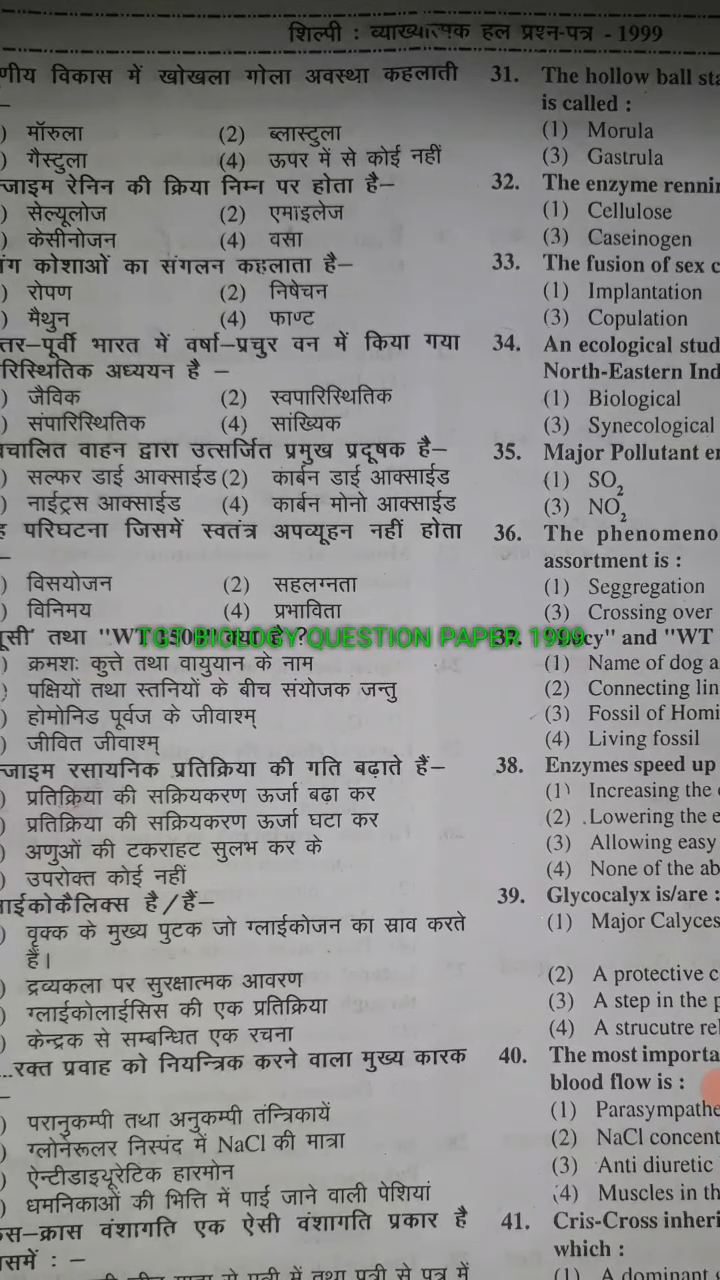 शिल्पी : व्याख्यात्मक हल प्रश्न-पत्र - 1999
णीय विकास में खोखला गोला अवस्था कहलाती
–
) मॉरुला (2) ब्लास्टुला
) गैस्टुला (4) ऊपर में से कोई नहीं
न्जाइम रेनिन की क्रिया निम्न पर होता है–
) सेल्यूलोज (2) एमाइलेज
) केसीनोजन (4) वसा
ंग कोशाओं का संगलन कहलाता है–
) रोपण (2) निषेचन
) मैथुन (4) फाण्ट
त्तर–पूर्वी भारत में वर्षा–प्रचुर वन में किया गया
रिस्थितिक अध्ययन है –
) जैविक (2) स्वपारिस्थितिक
) संपारिस्थितिक (4) सांख्यिक
वचालित वाहन द्वारा उत्सर्जित प्रमुख प्रदूषक है–
) सल्फर डाई आक्साईड (2) कार्बन डाई आक्साईड
) नाईट्रस आक्साईड (4) कार्बन मोनो आक्साईड
ह परिघटना जिसमें स्वतंत्र अपव्यूहन नहीं होता
–
) विसयोजन (2) सहलग्नता
) विनिमय (4) प्रभाविता
लूसी" तथा "WT 3506" क्या है ?
) क्रमशः कुत्ते तथा वायुयान के नाम
) पक्षियों तथा स्तनियों के बीच संयोजक जन्तु
) होमोनिड पूर्वज के जीवाश्म्
) जीवित जीवाश्म्
न्जाइम रसायनिक प्रतिक्रिया की गति बढ़ाते हैं–
) प्रतिक्रिया की सक्रियकरण ऊर्जा बढ़ा कर
) प्रतिक्रिया की सक्रियकरण ऊर्जा घटा कर
) अणुओं की टकराहट सुलभ कर के
) उपरोक्त कोई नहीं
लाईकोकैलिक्स है / हैं–
) वृक्क के मुख्य पुटक जो ग्लाईकोजन का स्राव करते
हैं।
) द्रव्यकला पर सुरक्षात्मक आवरण
) ग्लाईकोलाईसिस की एक प्रतिक्रिया
) केन्द्रक से सम्बन्धित एक रचना
...रक्त प्रवाह को नियन्त्रिक करने वाला मुख्य कारक
–
) परानुकम्पी तथा अनुकम्पी तंन्त्रिकायें
) ग्लोनेरूलर निस्पंद में NaCl की मात्रा
) ऐन्टीडाइयूरेटिक हारमोन
) धमनिकाओं की भित्ति में पाई जाने वाली पेशियां
स–क्रास वंशागति एक ऐसी वंशागति प्रकार है
समें : –
में तथा पुत्री से पुत्र में
TGT BIOLOGY QUESTION PAPER 1999
31. The hollow ball sta
is called :
(1) Morula
(3) Gastrula
32. The enzyme rennin
(1) Cellulose
(3) Caseinogen
33. The fusion of sex c
(1) Implantation
(3) Copulation
34. An ecological stud
North-Eastern Ind
(1) Biological
(3) Synecological
35. Major Pollutant e
(1) SO2
(3) NO2
36. The phenomeno
assortment is :
(1) Seggregation
(3) Crossing over
37. "Lucy" and "WT
(1) Name of dog a
(2) Connecting lin
(3) Fossil of Homi
(4) Living fossil
38. Enzymes speed up
(1) Increasing the
(2) Lowering the e
(3) Allowing easy
(4) None of the ab
39. Glycocalyx is/are :
(1) Major Calyces
(2) A protective c
(3) A step in the p
(4) A strucutre rel
40. The most importa
blood flow is :
(1) Parasympathe
(2) NaCl concent
(3) Anti diuretic
(4) Muscles in th
41. Cris-Cross inheri
which :
(1) A dominant